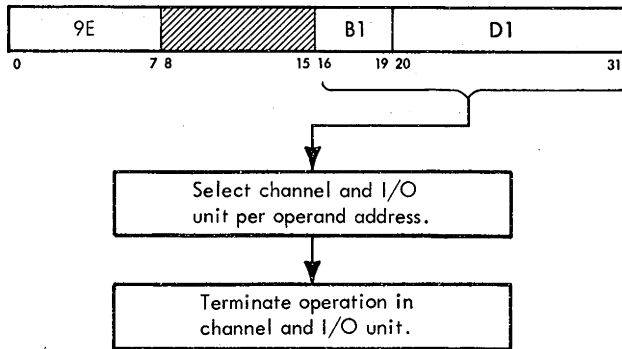 9E B1 D1
0 7 8 15 16 19 20 31
Select channel and I/O
unit per operand address.
Terminate operation in
channel and I/O unit.